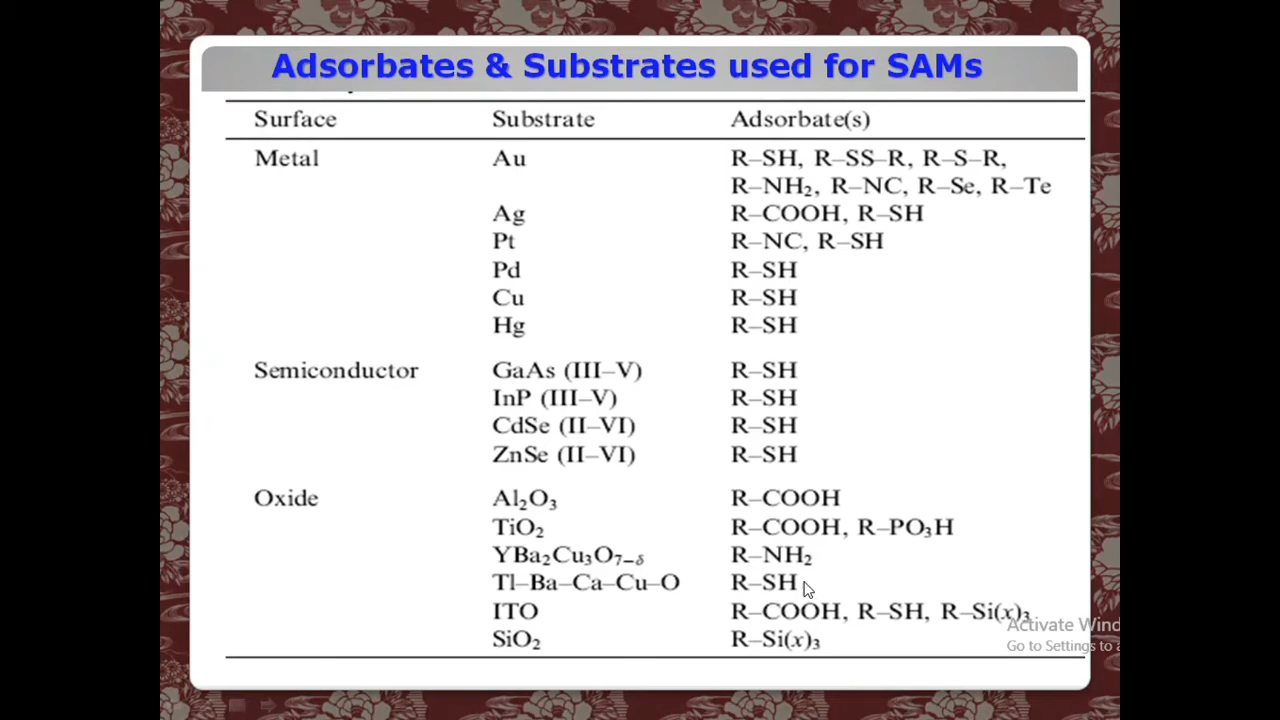 Adsorbates & Substrates used for SAMs
Surface Substrate Adsorbate(s)
Metal Au R–SH, R–SS–R, R–S–R,
R–NH₂, R–NC, R–Se, R–Te
Ag R–COOH, R–SH
Pt R–NC, R–SH
Pd R–SH
Cu R–SH
Hg R–SH
Semiconductor GaAs (III–V) R–SH
InP (III–V) R–SH
CdSe (II–VI) R–SH
ZnSe (II–VI) R–SH
Oxide Al₂O₃ R–COOH
TiO₂ R–COOH, R–PO₃H
YBa₂Cu₃O₇₋δ R–NH₂
Tl–Ba–Ca–Cu–O R–SH
ITO R–COOH, R–SH, R–Si(x)₃
SiO₂ R–Si(x)₃
Activate Wind
Go to Settings to a